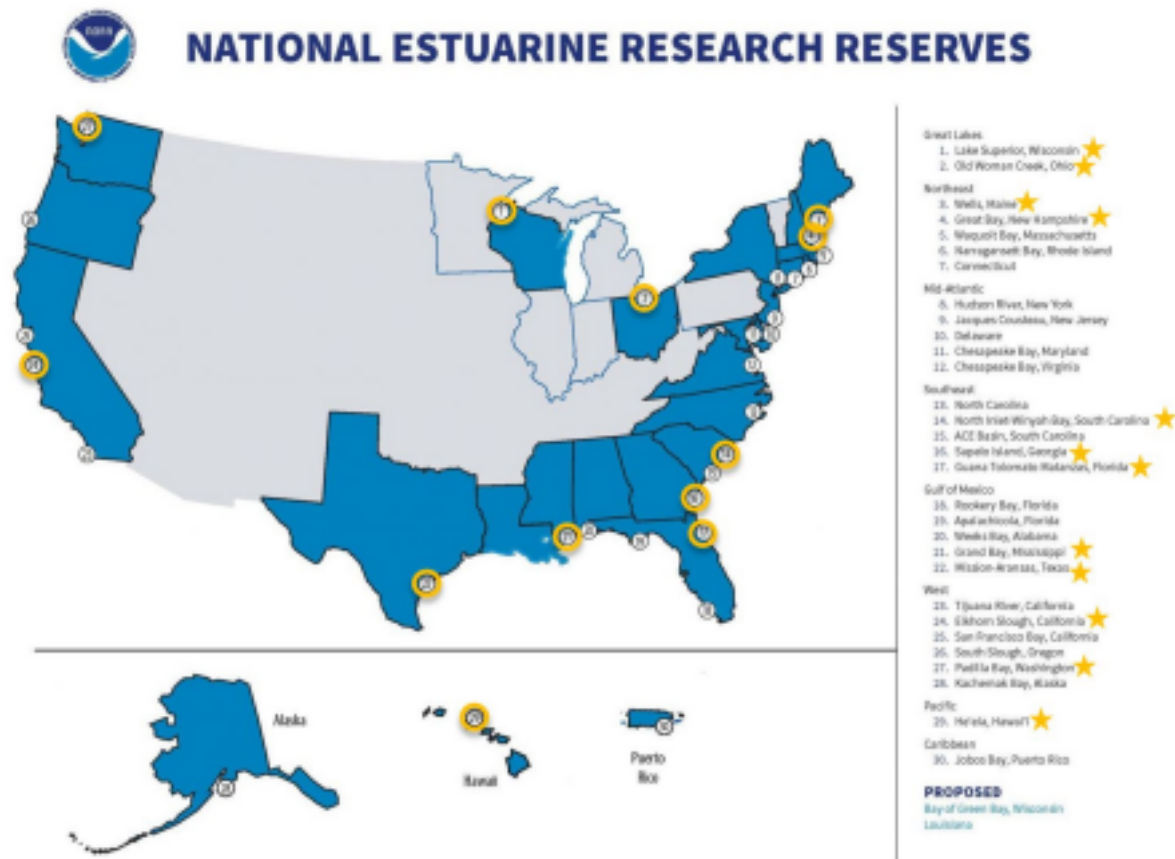 noaa
NATIONAL ESTUARINE RESEARCH RESERVES
Great Lakes
1. Lake Superior, Wisconsin
2. Old Woman Creek, Ohio
Northeast
3. Wells, Maine
4. Great Bay, New Hampshire
5. Waquoit Bay, Massachusetts
6. Narragansett Bay, Rhode Island
7. Connecticut
Mid-Atlantic
8. Hudson River, New York
9. Jacques Cousteau, New Jersey
10. Delaware
11. Chesapeake Bay, Maryland
12. Chesapeake Bay, Virginia
Southeast
13. North Carolina
14. North Inlet-Winyah Bay, South Carolina
15. ACE Basin, South Carolina
16. Sapelo Island, Georgia
17. Guana Tolomato Matanzas, Florida
Gulf of Mexico
18. Rookery Bay, Florida
19. Apalachicola, Florida
20. Weeks Bay, Alabama
21. Grand Bay, Mississippi
22. Mission-Aransas, Texas
West
23. Tijuana River, California
24. Elkhorn Slough, California
25. San Francisco Bay, California
26. South Slough, Oregon
27. Padilla Bay, Washington
28. Kachemak Bay, Alaska
Pacific
29. He'eia, Hawai'i
Caribbean
30. Jobos Bay, Puerto Rico
PROPOSED
Bay of Green Bay, Wisconsin
Louisiana
Alaska
Hawaii
Puerto
Rico